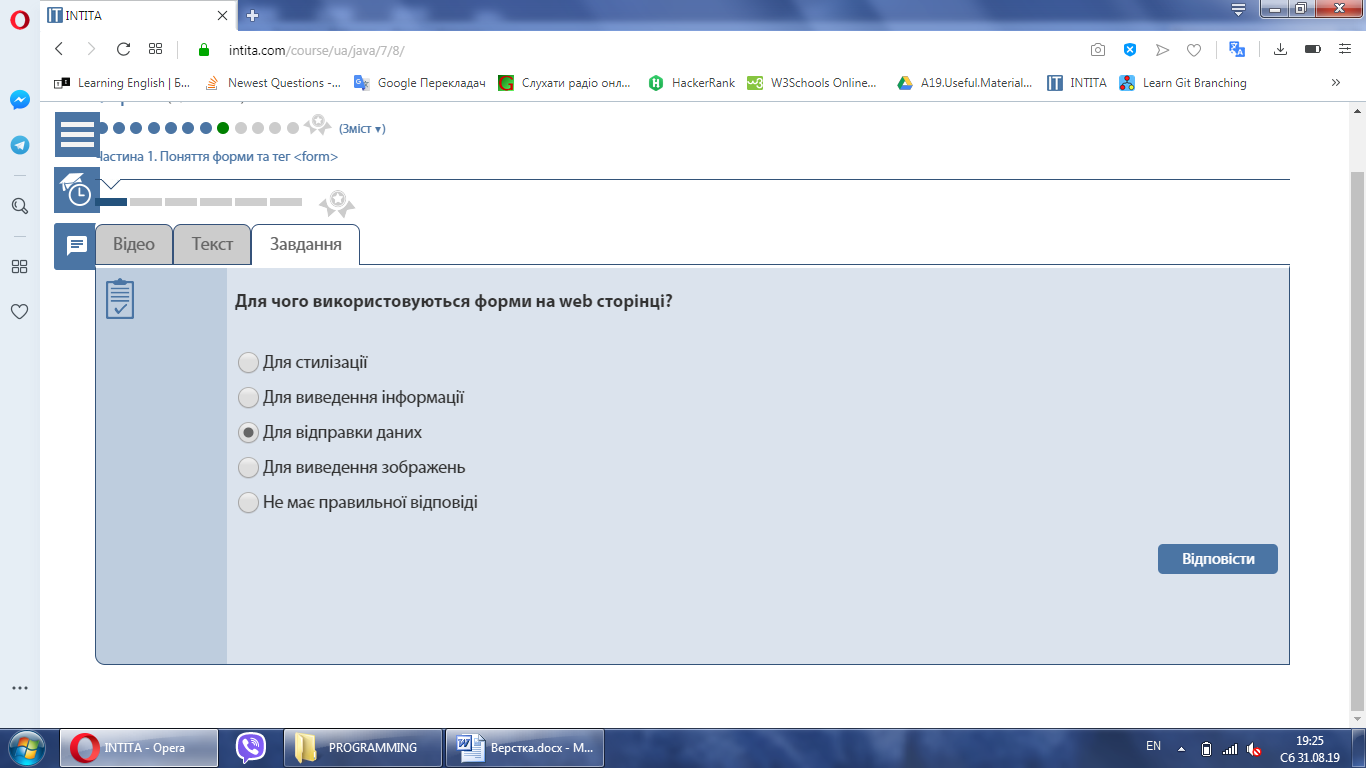 INTITA
intita.com/course/ua/java/7/8/
Learning English | Б...
Newest Questions -...
Google Перекладач
Слухати радіо онл...
HackerRank
W3Schools Online...
A19.Useful.Material...
INTITA
Learn Git Branching
(Зміст ▾)
Частина 1. Поняття форми та тег <form>
Відео
Текст
Завдання
Для чого використовуються форми на web сторінці?
Для стилізації
Для виведення інформації
Для відправки даних
Для виведення зображень
Не має правильної відповіді
Відповісти
INTITA - Opera
PROGRAMMING
Верстка.docx - M...
EN
19:25
Сб 31.08.19